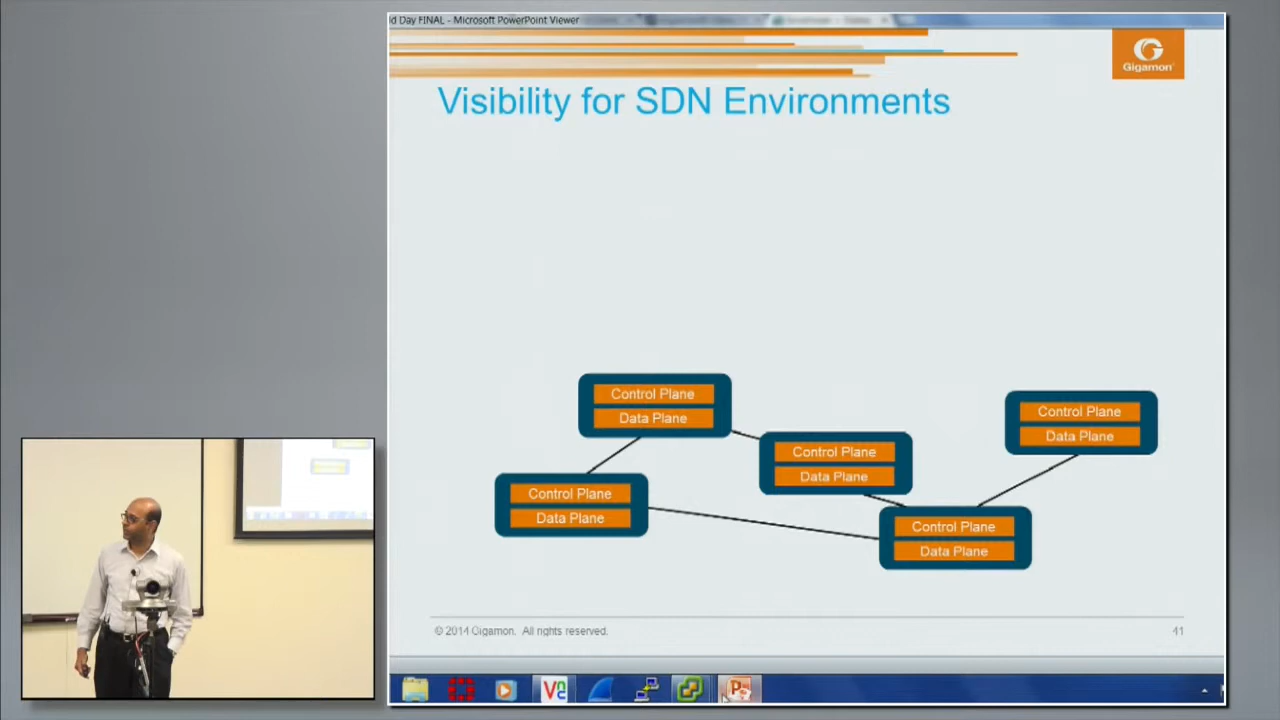 d Day FINAL - Microsoft PowerPoint Viewer
Gigamon
Visibility for SDN Environments
Control Plane
Data Plane
Control Plane
Data Plane
Control Plane
Data Plane
Control Plane
Data Plane
Control Plane
Data Plane
© 2014 Gigamon. All rights reserved.
41